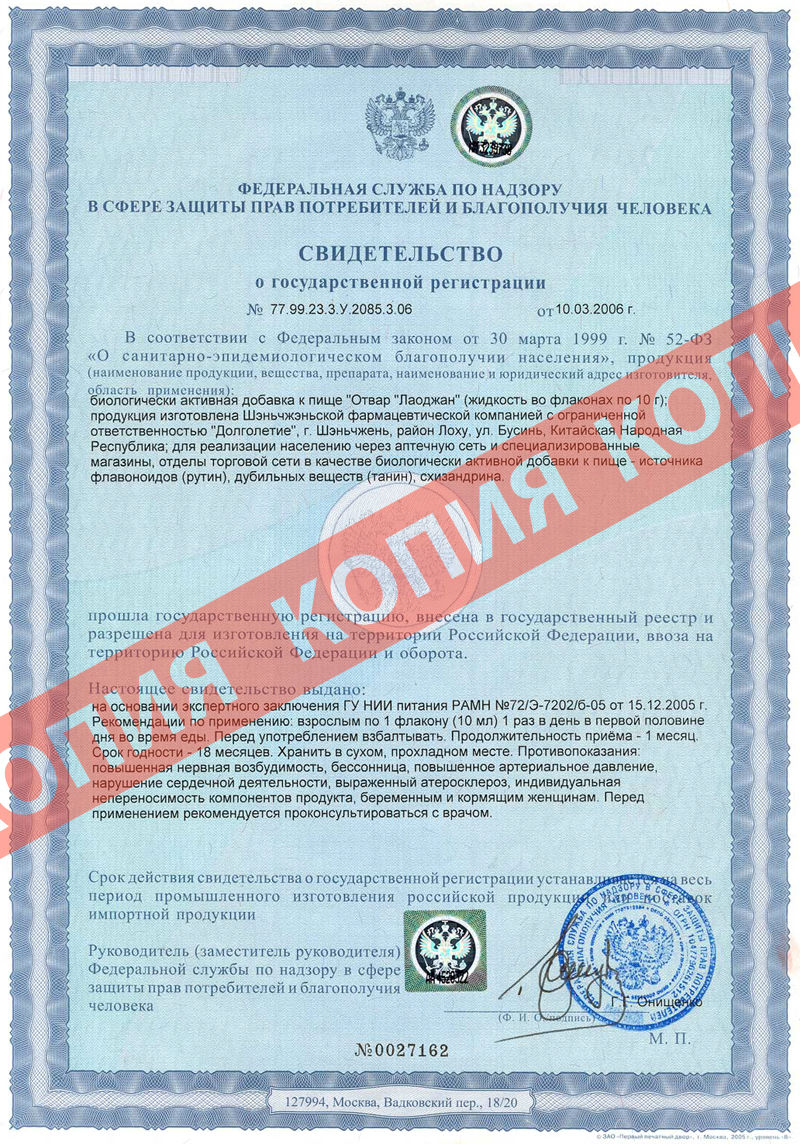 ФЕДЕРАЛЬНАЯ СЛУЖБА ПО НАДЗОРУ
В СФЕРЕ ЗАЩИТЫ ПРАВ ПОТРЕБИТЕЛЕЙ И БЛАГОПОЛУЧИЯ ЧЕЛОВЕКА
СВИДЕТЕЛЬСТВО
о государственной регистрации
№ 77.99.23.3.У.2085.3.06 от 10.03.2006 г.
В соответствии с Федеральным законом от 30 марта 1999 г. № 52-ФЗ
«О санитарно-эпидемиологическом благополучии населения», продукция
(наименование продукции, вещества, препарата, наименование и юридический адрес изготовителя,
область применения):
биологически активная добавка к пище "Отвар "Лаоджан" (жидкость во флаконах по 10 г);
продукция изготовлена Шэньчжэньской фармацевтической компанией с ограниченной
ответственностью "Долголетие", г. Шэньчжень, район Лоху, ул. Бусинь, Китайская Народная
Республика; для реализации населению через аптечную сеть и специализированные
магазины, отделы торговой сети в качестве биологически активной добавки к пище - источника
флавоноидов (рутин), дубильных веществ (танин), схизандрина.
КОПИЯ КОПИЯ КОПИЯ
прошла государственную регистрацию, внесена в государственный реестр и
разрешена для изготовления на территории Российской Федерации, ввоза на
территорию Российской Федерации и оборота.
Настоящее свидетельство выдано:
на основании экспертного заключения ГУ НИИ питания РАМН №72/Э-7202/б-05 от 15.12.2005 г.
Рекомендации по применению: взрослым по 1 флакону (10 мл) 1 раз в день в первой половине
дня во время еды. Перед употреблением взбалтывать. Продолжительность приёма - 1 месяц.
Срок годности - 18 месяцев. Хранить в сухом, прохладном месте. Противопоказания:
повышенная нервная возбудимость, бессонница, повышенное артериальное давление,
нарушение сердечной деятельности, выраженный атеросклероз, индивидуальная
непереносимость компонентов продукта, беременным и кормящим женщинам. Перед
применением рекомендуется проконсультироваться с врачом.
Срок действия свидетельства о государственной регистрации устанавливается на весь
период промышленного изготовления российской продукции или поставок
импортной продукции
Руководитель (заместитель руководителя)
Федеральной службы по надзору в сфере
защиты прав потребителей и благополучия
человека
Г.Г. Онищенко
(Ф. И. О./подпись)
М. П.
№0027162
127994, Москва, Вадковский пер., 18/20
© ЗАО «Первый печатный двор», г. Москва, 2005 г., уровень «В»